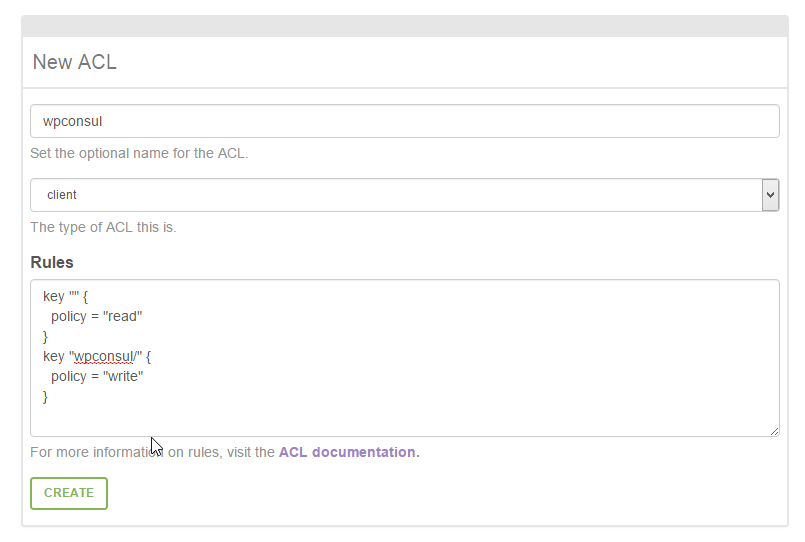 New ACL
wpconsul
Set the optional name for the ACL.
client
The type of ACL this is.
Rules
key "" {
  policy = "read"
}
key "wpconsul/" {
  policy = "write"
}
For more information on rules, visit the ACL documentation.
CREATE